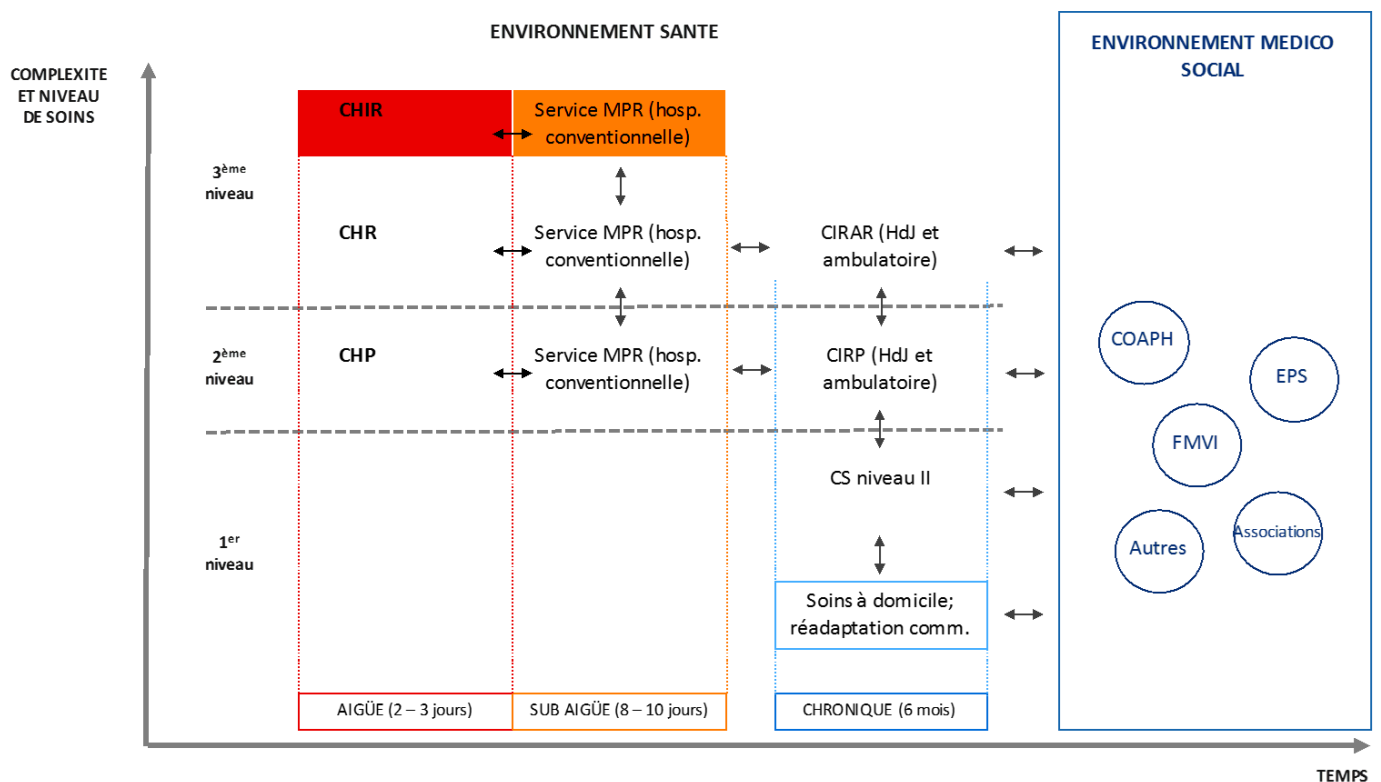 ENVIRONNEMENT SANTE
ENVIRONNEMENT MEDICO
SOCIAL
COMPLEXITE
ET NIVEAU
DE SOINS
CHIR
Service MPR (hosp.
conventionnelle)
3ème
niveau
CHR
Service MPR (hosp.
conventionnelle)
CIRAR (HdJ et
ambulatoire)
2ème
niveau
CHP
Service MPR (hosp.
conventionnelle)
CIRP (HdJ et
ambulatoire)
CS niveau II
1er
niveau
Soins à domicile;
réadaptation comm.
COAPH
EPS
FMVI
Associations
Autres
AIGÜE (2 – 3 jours)
SUB AIGÜE (8 – 10 jours)
CHRONIQUE (6 mois)
TEMPS